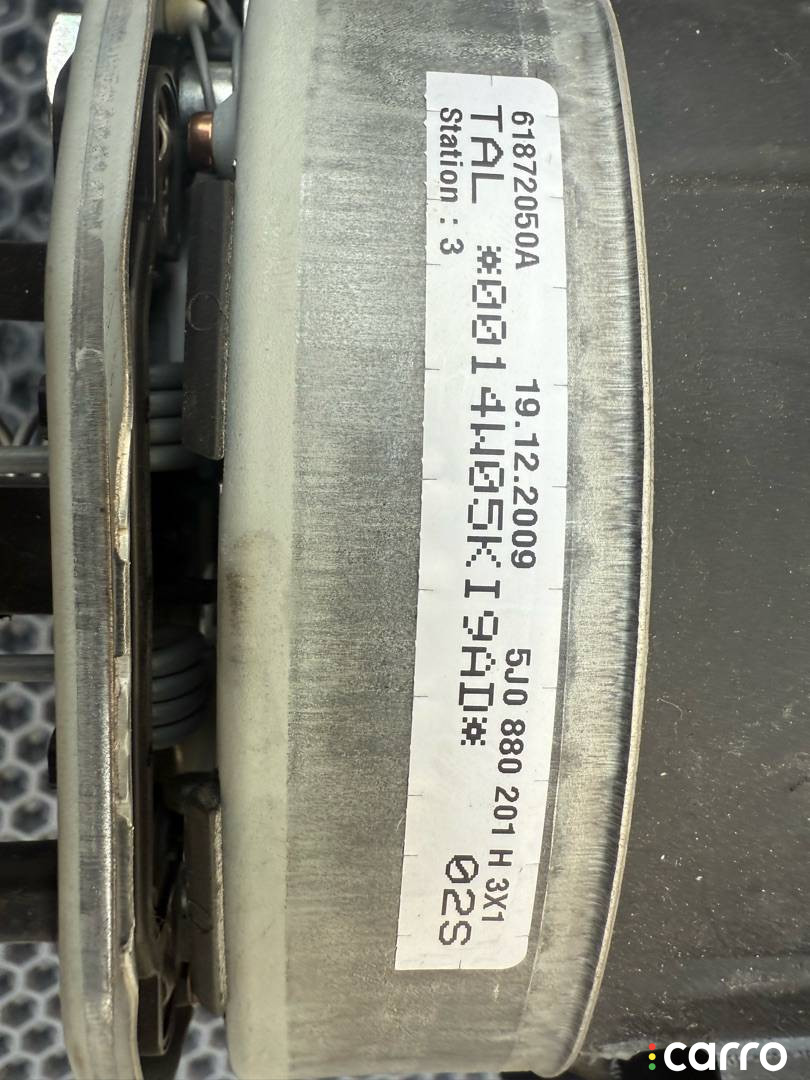 61872050A 19.12.2009 5J0 880 201 H 3X1
TAL *0014W05KI9AD* 02S
Station : 3
carro